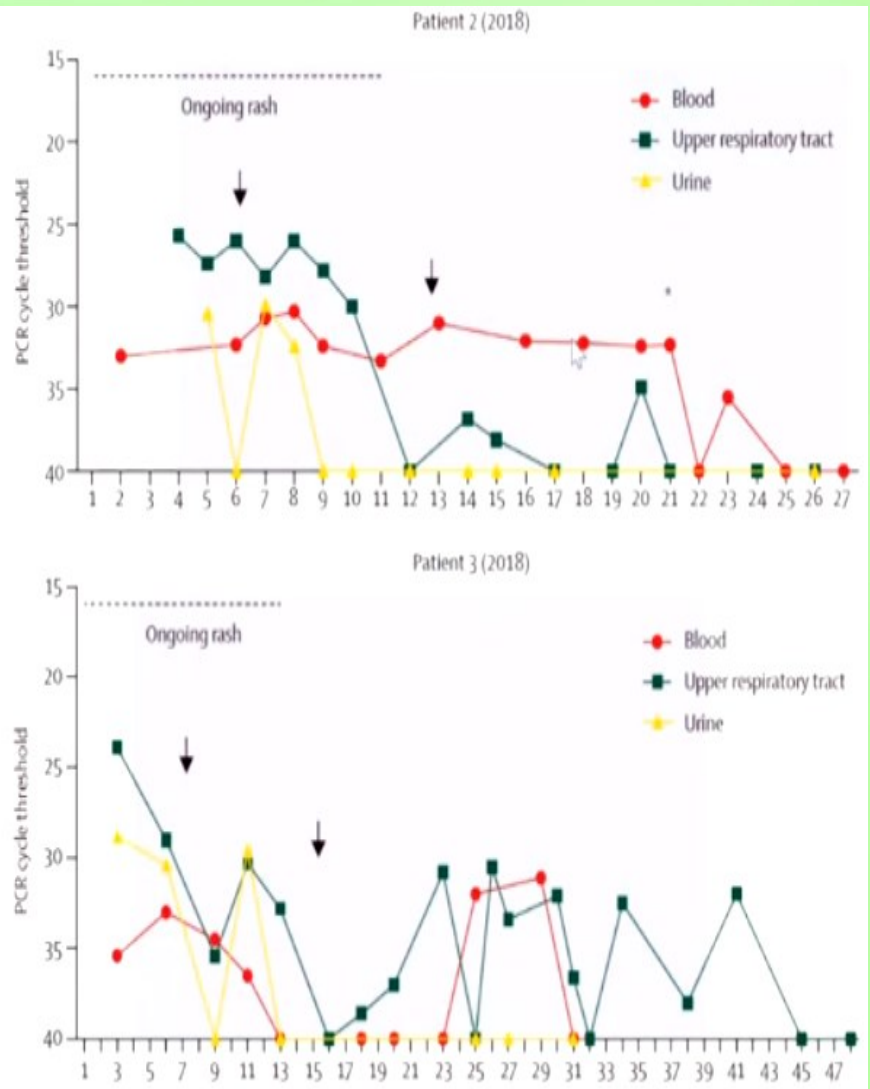 Patient 2 (2018)
15
20
25
30
35
40
PCR cycle threshold
Ongoing rash
Blood
Upper respiratory tract
Urine
*
1 2 3 4 5 6 7 8 9 10 11 12 13 14 15 16 17 18 19 20 21 22 23 24 25 26 27
Patient 3 (2018)
15
20
25
30
35
40
PCR cycle threshold
Ongoing rash
Blood
Upper respiratory tract
Urine
1 3 5 7 9 11 13 15 17 19 21 23 25 27 29 31 33 35 37 39 41 43 45 47